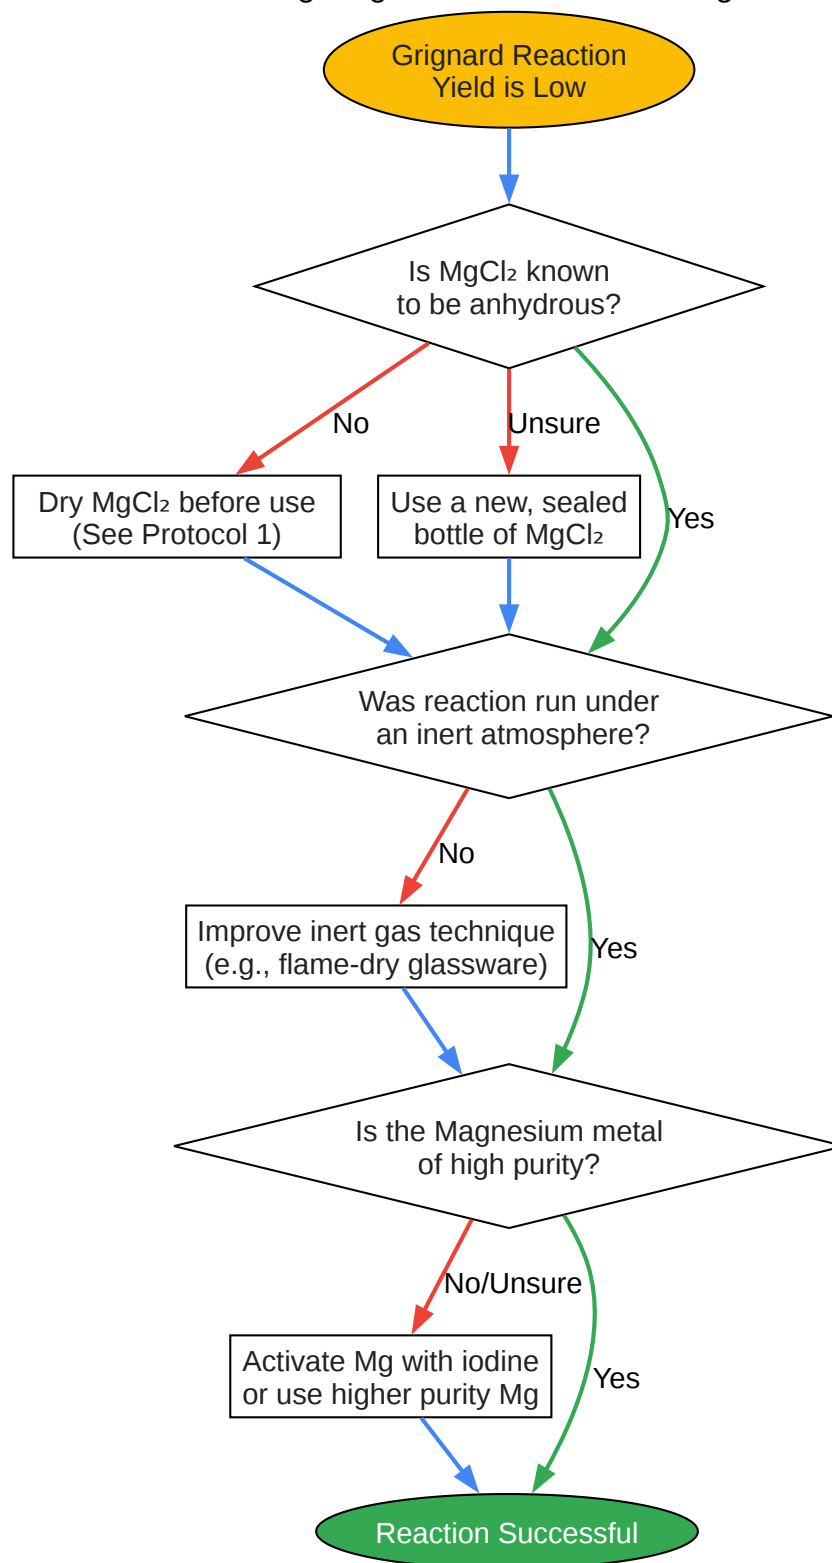 Grignard Reaction
Yield is Low
Is MgCl₂ known
to be anhydrous?
No
Unsure
Yes
Dry MgCl₂ before use
(See Protocol 1)
Use a new, sealed
bottle of MgCl₂
Was reaction run under
an inert atmosphere?
No
Yes
Improve inert gas technique
(e.g., flame-dry glassware)
Is the Magnesium metal
of high purity?
No/Unsure
Yes
Activate Mg with iodine
or use higher purity Mg
Reaction Successful